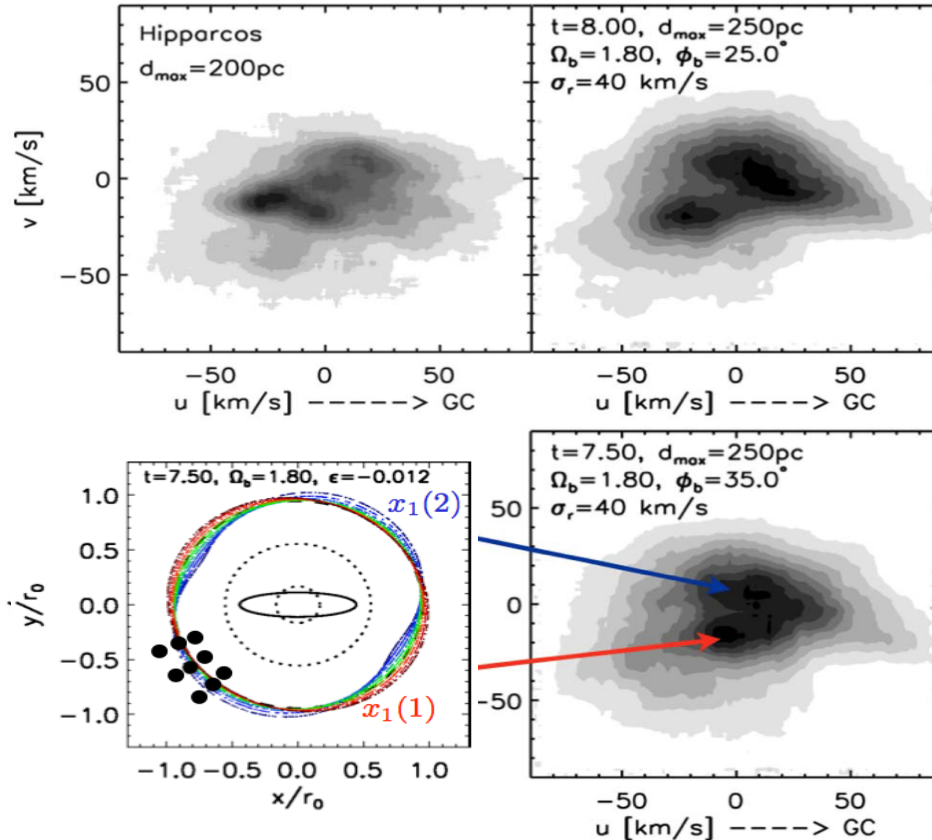 Hipparcos
d_max=200pc
t=8.00, d_max=250pc
Ω_b=1.80, ϕ_b=25.0°
σ_r=40 km/s
v [km/s]
50
0
−50
−50 0 50
u [km/s] -----> GC
−50 0 50
u [km/s] ----> GC
t=7.50, Ω_b=1.80, ϵ=−0.012
x₁(2)
x₁(1)
y/r₀
1.0
0.5
0.0
−0.5
−1.0
−1.0 −0.5 0.0 0.5 1.0
x/r₀
t=7.50, d_max=250pc
Ω_b=1.80, ϕ_b=35.0°
σ_r=40 km/s
50
0
50
−50 0 50
u [km/s] ----> GC